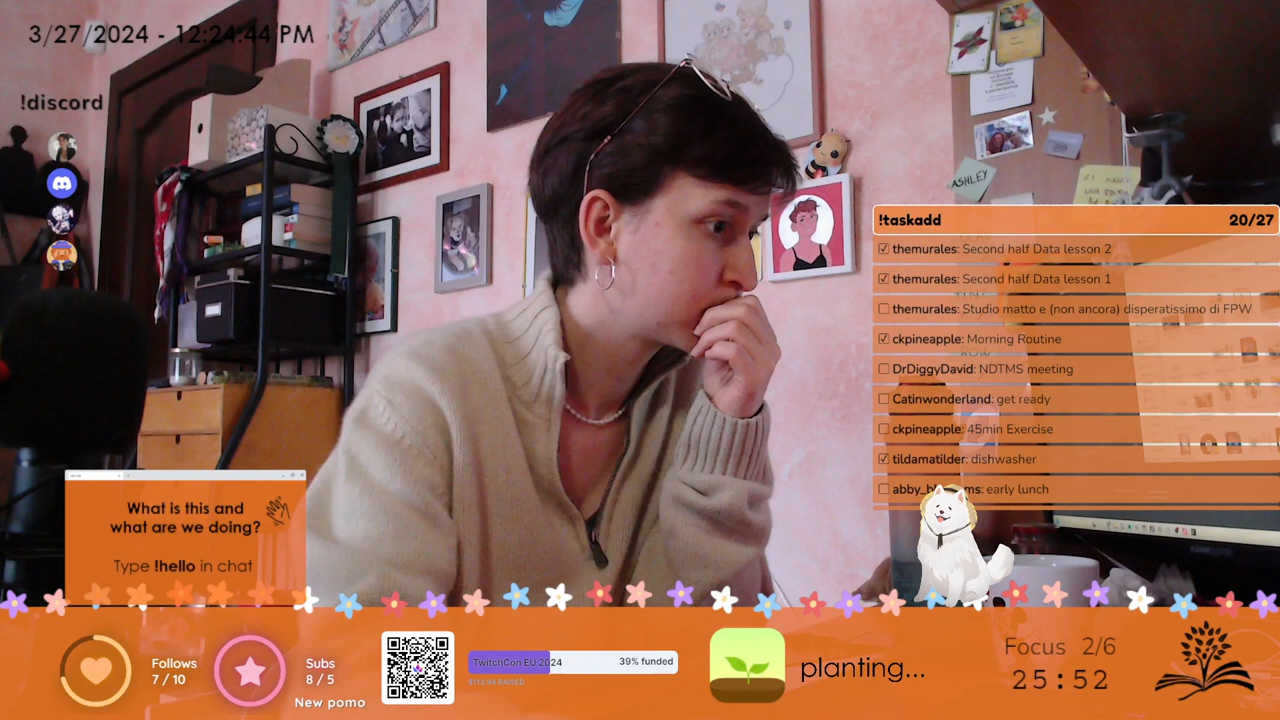 3/27/2024 - 12:24:44 PM
!discord
ASHLEY
!taskadd 20/27
themurales: Second half Data lesson 2
themurales: Second half Data lesson 1
themurales: Studio matto e (non ancora) disperatissimo di FPW
ckpineapple: Morning Routine
DrDiggyDavid: NDTMS meeting
Catinwonderland: get ready
ckpineapple: 45min Exercise
tildamatilder: dishwasher
early lunch
What is this and
what are we doing?
Type !hello in chat
Follows
7 / 10
Subs
8 / 5
New pomo
TwitchCon EU 2024 39% funded
$113.94 RAISED
planting...
Focus 2/6
25:52